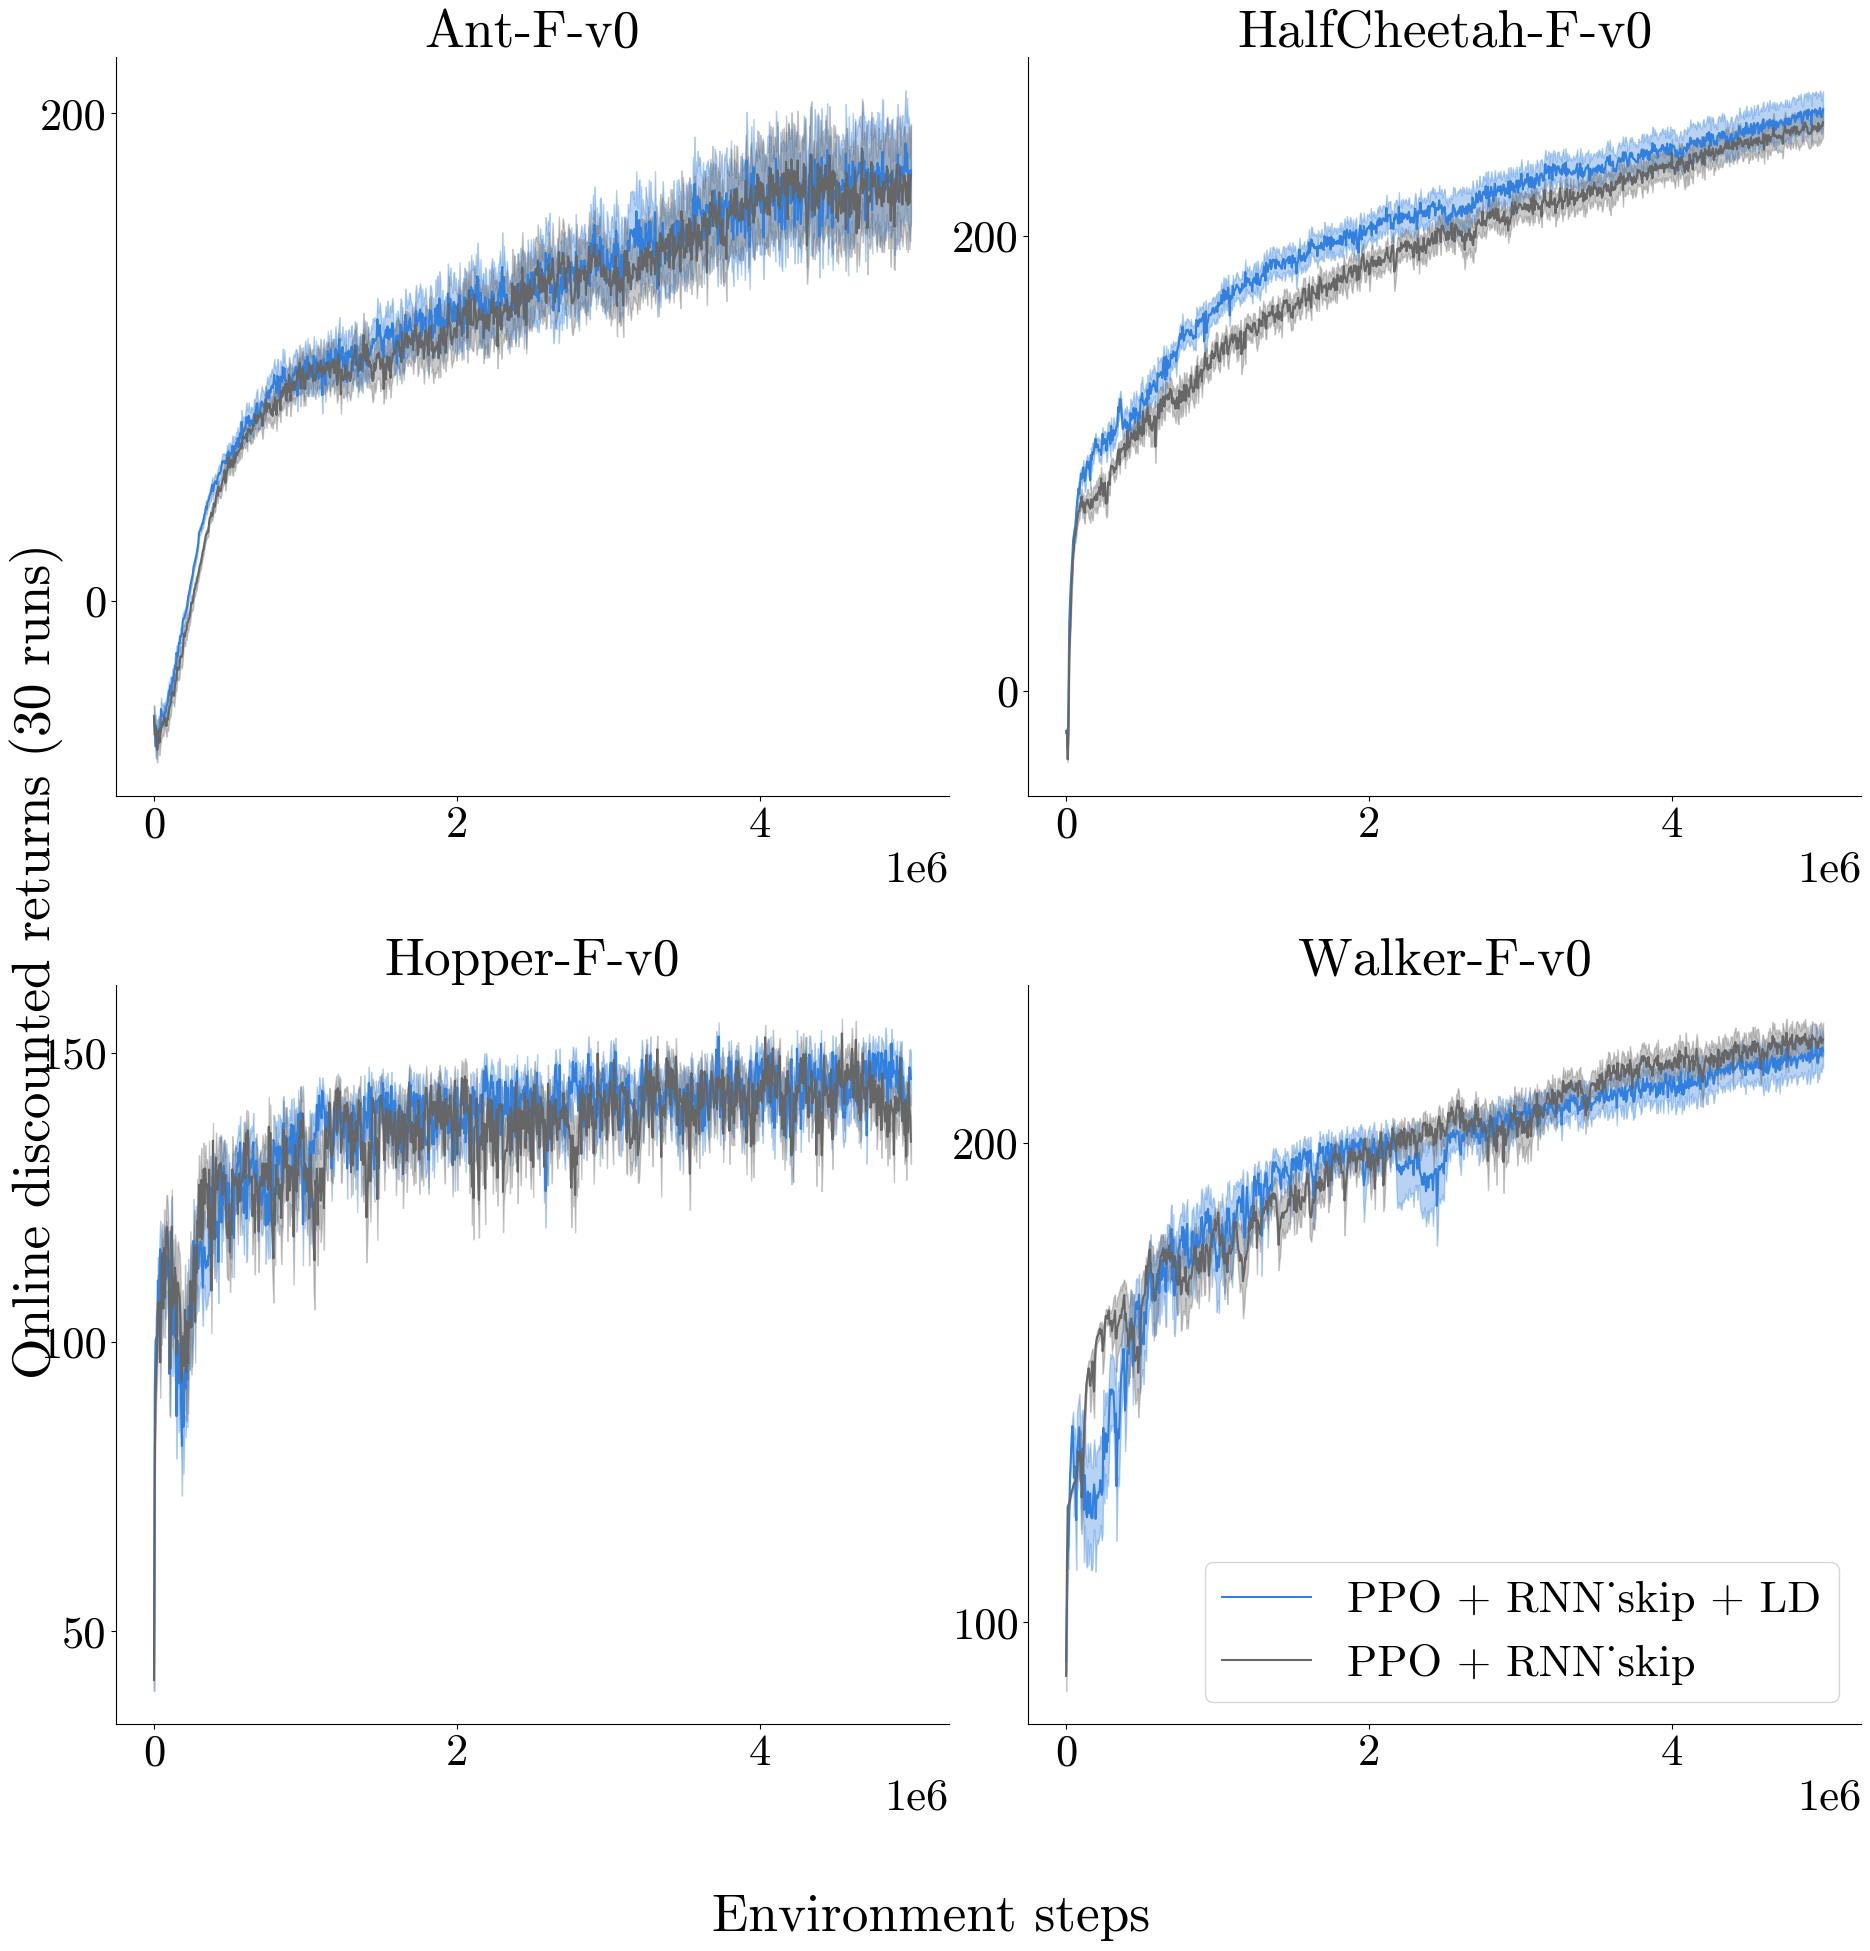 Ant-F-v0
HalfCheetah-F-v0
200
0
0
2
4
1e6
200
0
0
2
4
1e6
Online discounted returns (30 runs)
Hopper-F-v0
Walker-F-v0
150
100
50
0
2
4
1e6
200
100
0
2
4
1e6
PPO + RNN˙skip + LD
PPO + RNN˙skip
Environment steps